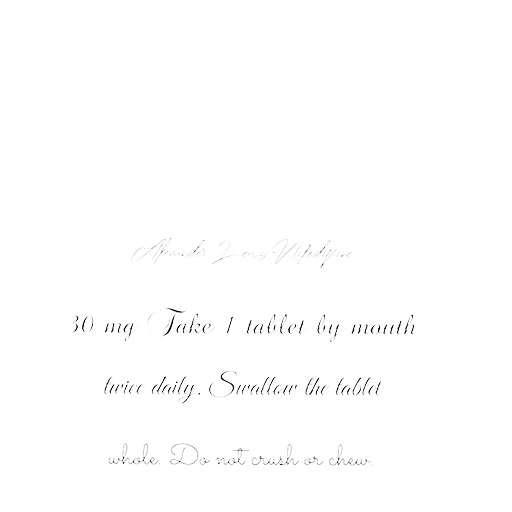 Alexander Lewis Nifedipine
30 mg Take 1 tablet by mouth
twice daily. Swallow the tablet
whole. Do not crush or chew.